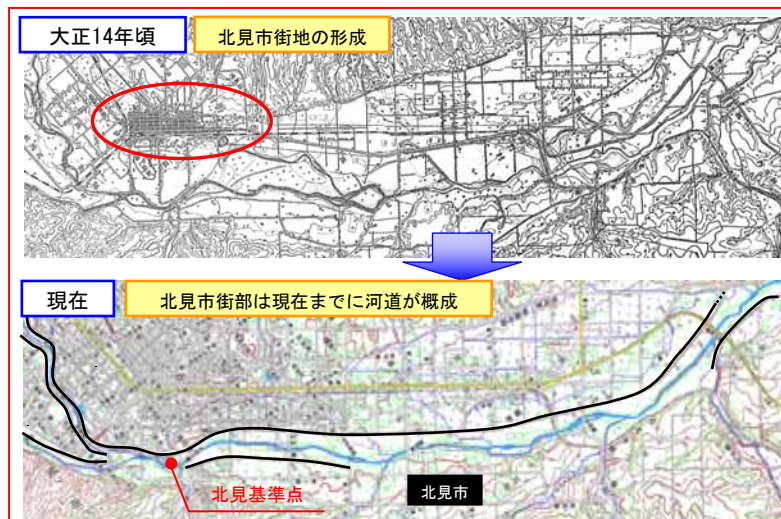 大正14年頃
北見市街地の形成
現在
北見市街部は現在までに河道が概成
北見基準点
北見市